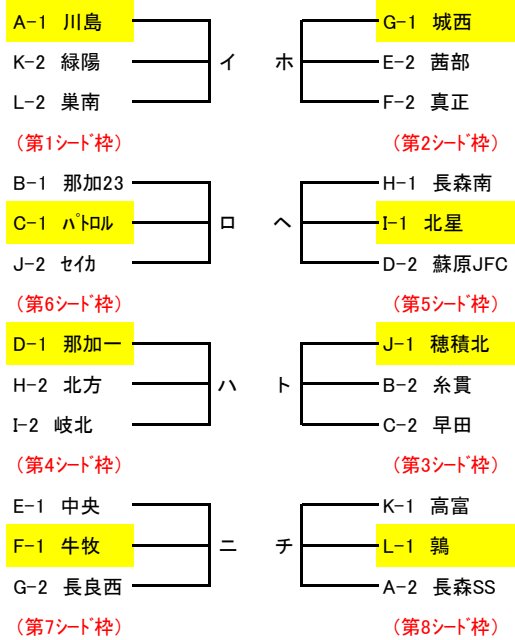 A-1 川島
K-2 緑陽
イ
L-2 巣南
(第1ｼｰﾄﾞ枠)
B-1 那加23
C-1 ﾊﾟﾄﾛﾙ
ロ
J-2 ｾｲｶ
(第6ｼｰﾄﾞ枠)
D-1 那加一
H-2 北方
ハ
I-2 岐北
(第4ｼｰﾄﾞ枠)
E-1 中央
F-1 牛牧
ニ
G-2 長良西
(第7ｼｰﾄﾞ枠)
G-1 城西
ホ
E-2 茜部
F-2 真正
(第2ｼｰﾄﾞ枠)
H-1 長森南
ヘ
I-1 北星
D-2 蘇原JFC
(第5ｼｰﾄﾞ枠)
J-1 穂積北
ト
B-2 糸貫
C-2 早田
(第3ｼｰﾄﾞ枠)
K-1 高富
チ
L-1 鶉
A-2 長森SS
(第8ｼｰﾄﾞ枠)